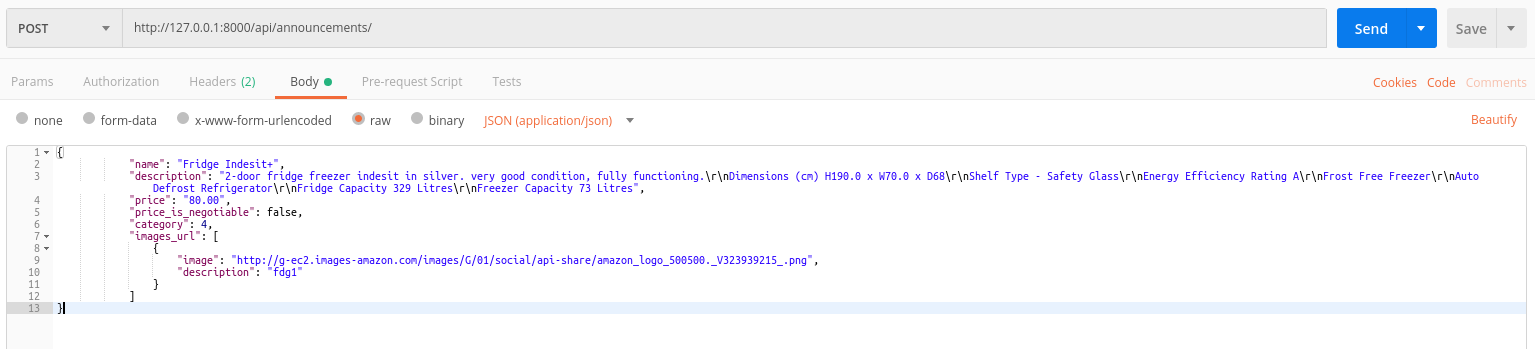 POST http://127.0.0.1:8000/api/announcements/ Send Save
Params Authorization Headers (2) Body Pre-request Script Tests Cookies Code Comments
none form-data x-www-form-urlencoded raw binary JSON (application/json) Beautify
1 {
2 "name": "Fridge Indesit+",
3 "description": "2-door fridge freezer indesit in silver. very good condition, fully functioning.\r\nDimensions (cm) H190.0 x W70.0 x D68\r\nShelf Type - Safety Glass\r\nEnergy Efficiency Rating A\r\nFrost Free Freezer\r\nAuto
Defrost Refrigerator\r\nFridge Capacity 329 Litres\r\nFreezer Capacity 73 Litres",
4 "price": "80.00",
5 "price_is_negotiable": false,
6 "category": 4,
7 "images_url": [
8 {
9 "image": "http://g-ec2.images-amazon.com/images/G/01/social/api-share/amazon_logo_500500._V323939215_.png",
10 "description": "fdg1"
11 }
12 ]
13 }